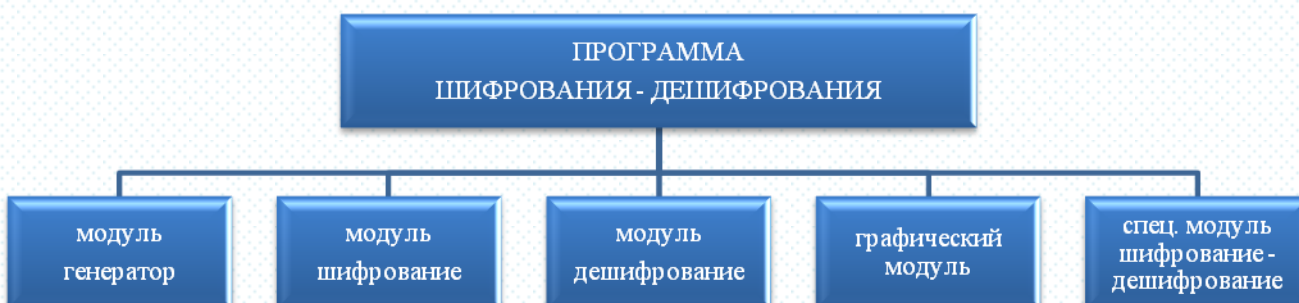 ПРОГРАММА
ШИФРОВАНИЯ - ДЕШИФРОВАНИЯ
модуль
генератор
модуль
шифрование
модуль
дешифрование
графический
модуль
спец. модуль
шифрование -
дешифрование